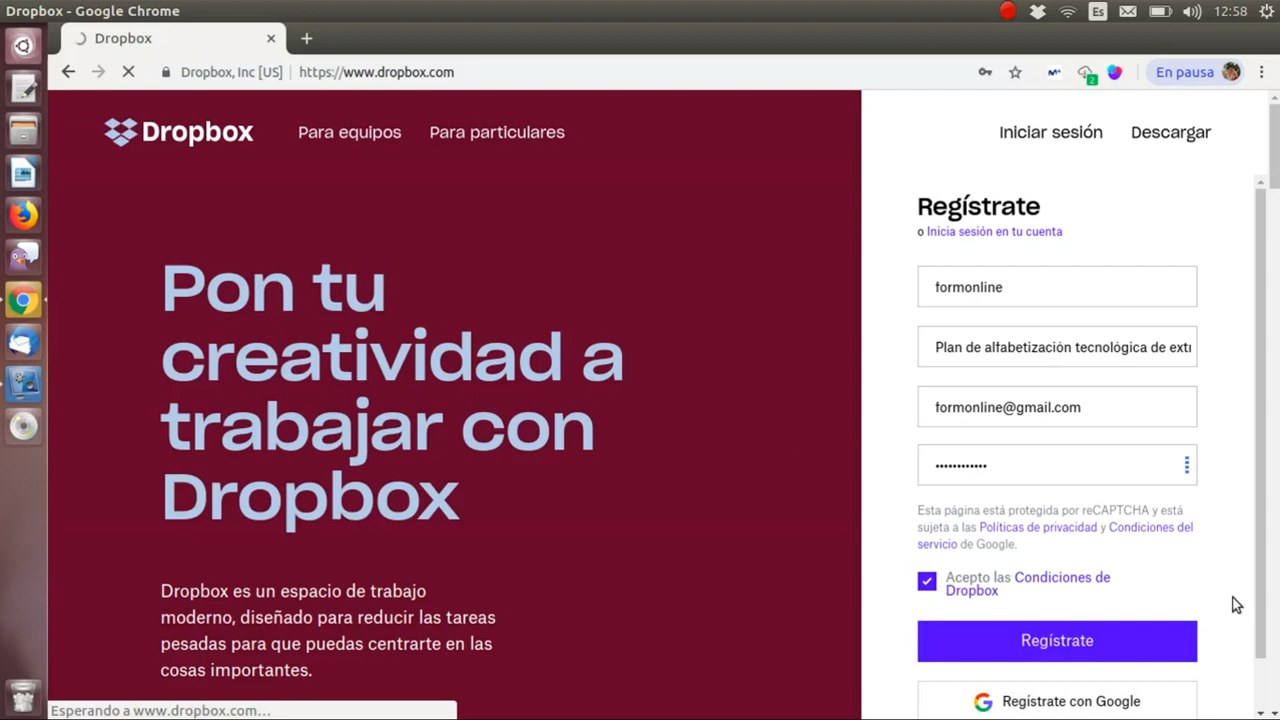 Dropbox - Google Chrome
Es
12:58
Dropbox
Dropbox, Inc [US] https://www.dropbox.com
2
En pausa
Dropbox
Para equipos
Para particulares
Iniciar sesión
Descargar
Pon tu
creatividad a
trabajar con
Dropbox
Dropbox es un espacio de trabajo
moderno, diseñado para reducir las tareas
pesadas para que puedas centrarte en las
cosas importantes.
Regístrate
o Inicia sesión en tu cuenta
formonline
Plan de alfabetización tecnológica de extr
formonline@gmail.com
••••••••••••
Esta página está protegida por reCAPTCHA y está
sujeta a las Políticas de privacidad y Condiciones del
servicio de Google.
Acepto las Condiciones de
Dropbox
Regístrate
Regístrate con Google
Esperando a www.dropbox.com...